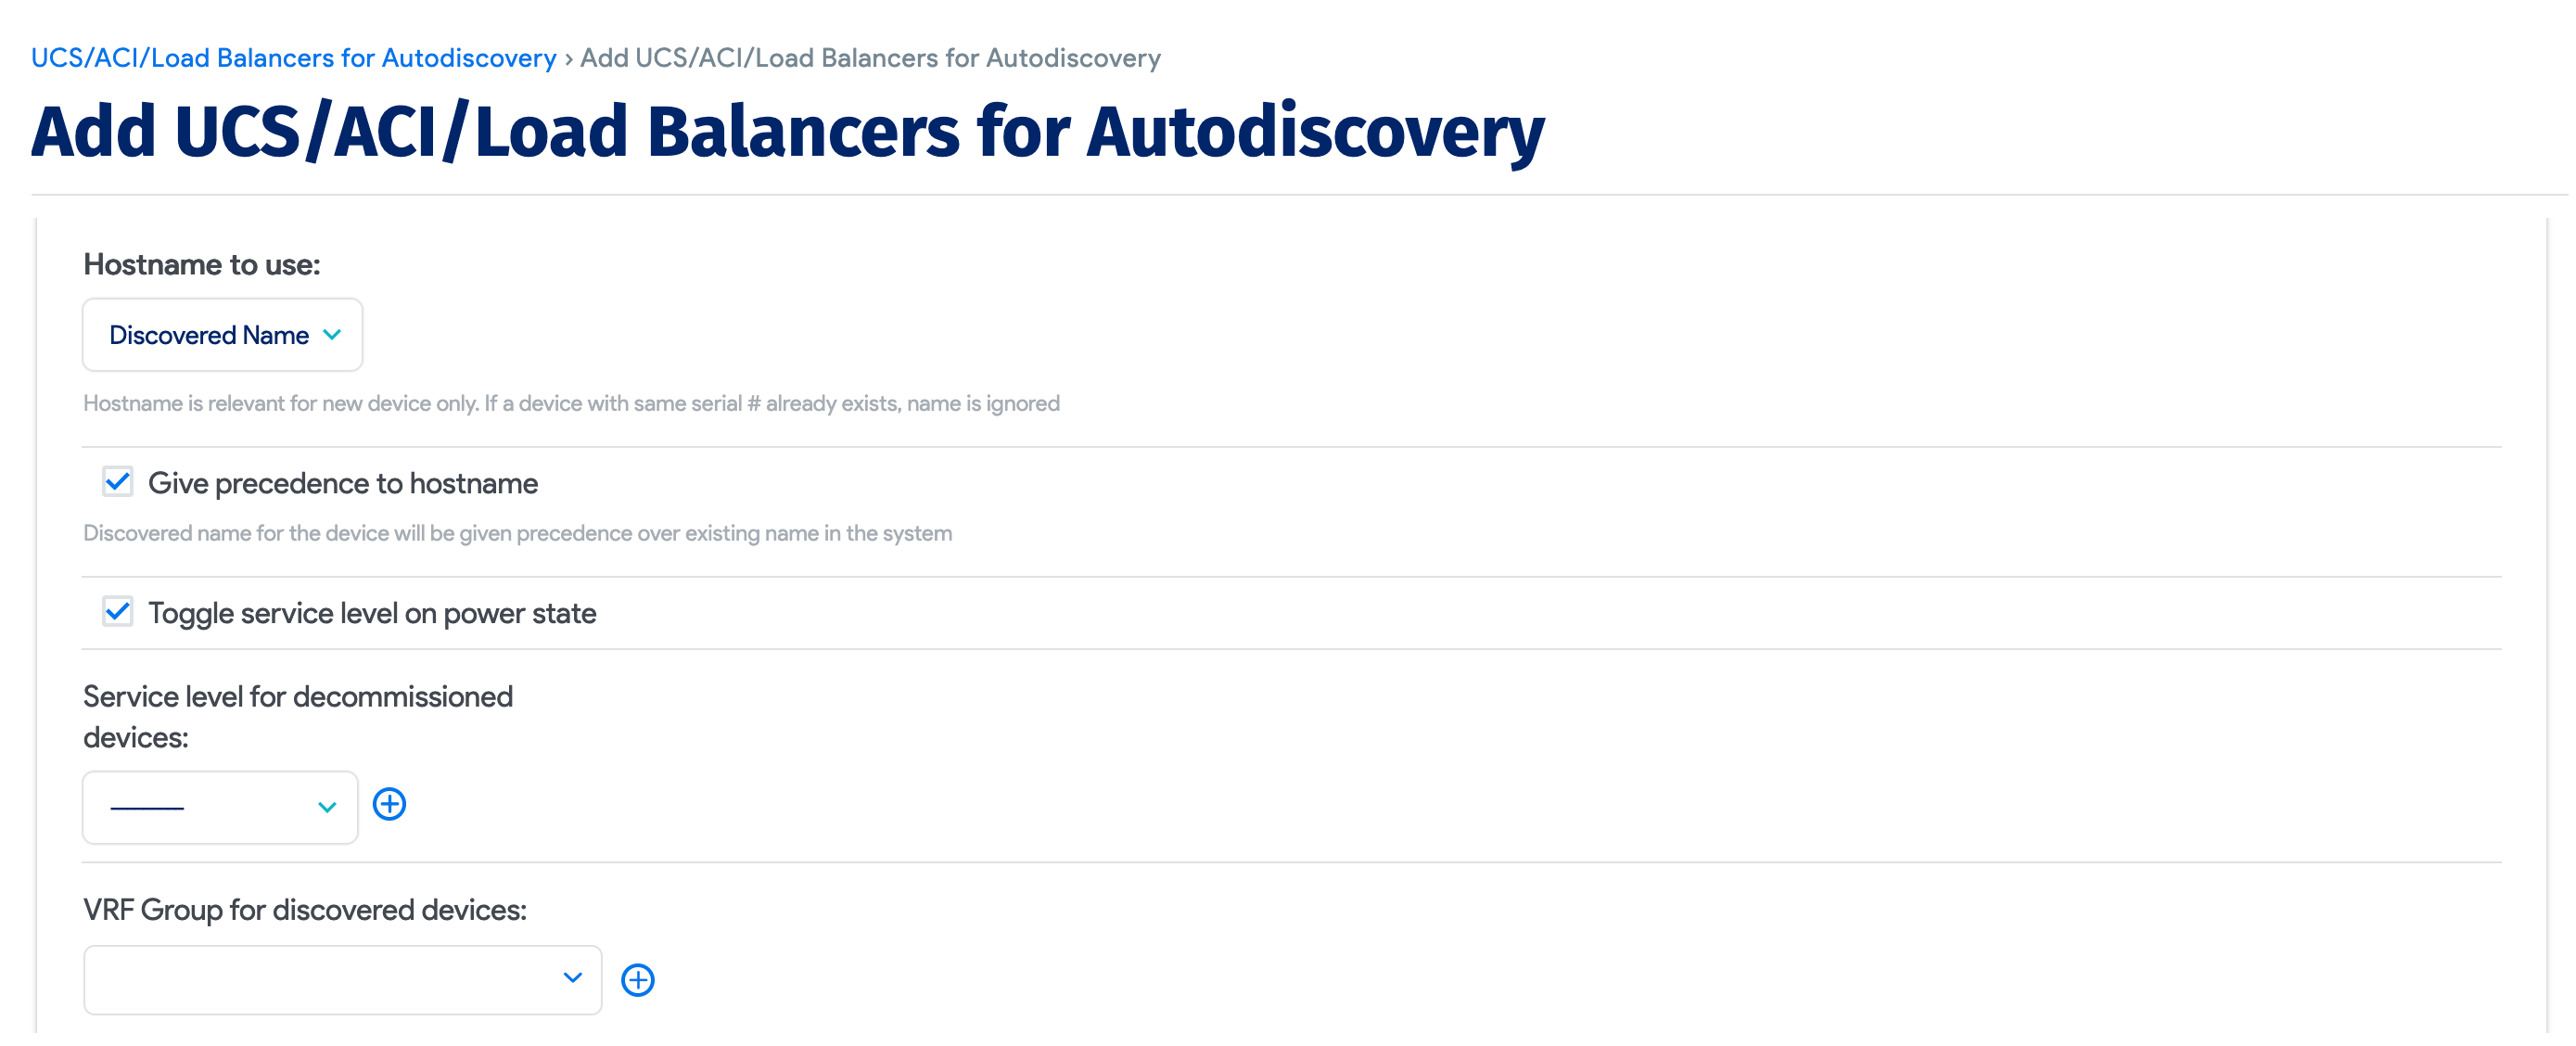 UCS/ACI/Load Balancers for Autodiscovery › Add UCS/ACI/Load Balancers for Autodiscovery
Add UCS/ACI/Load Balancers for Autodiscovery
Hostname to use:
Discovered Name
Hostname is relevant for new device only. If a device with same serial # already exists, name is ignored
Give precedence to hostname
Discovered name for the device will be given precedence over existing name in the system
Toggle service level on power state
Service level for decommissioned
devices:
---------
VRF Group for discovered devices: